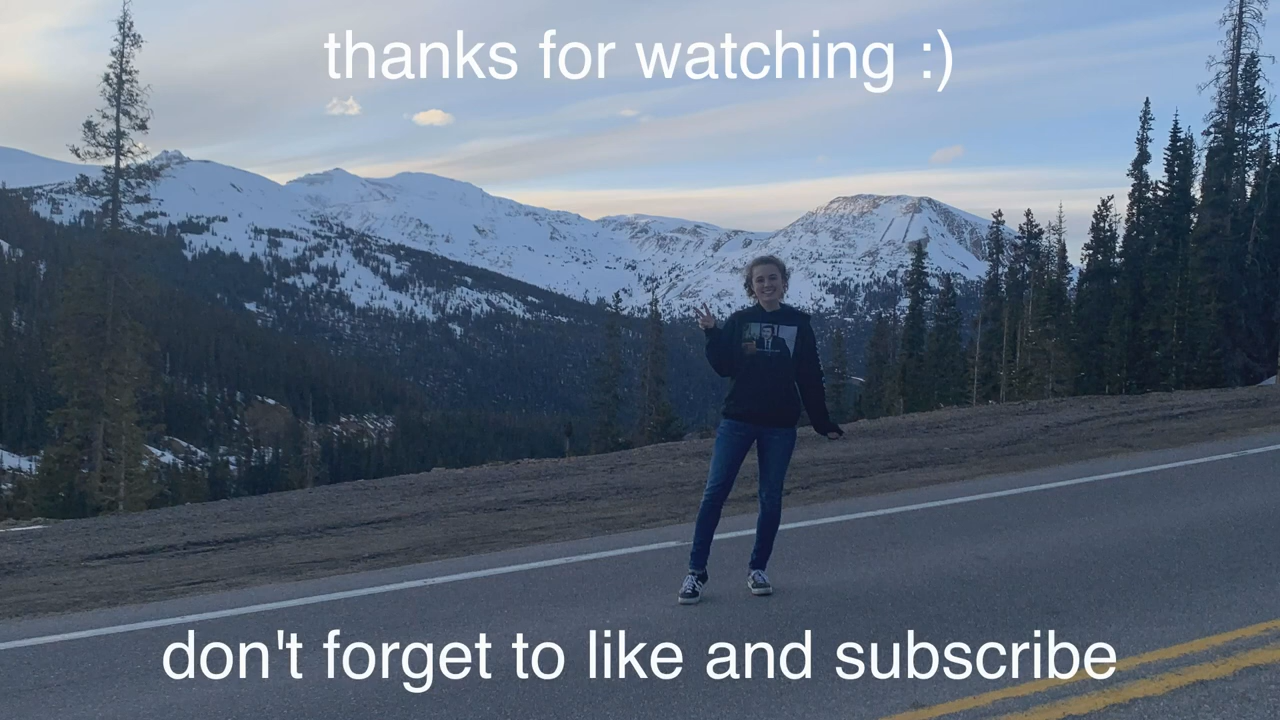 thanks for watching :)
don't forget to like and subscribe